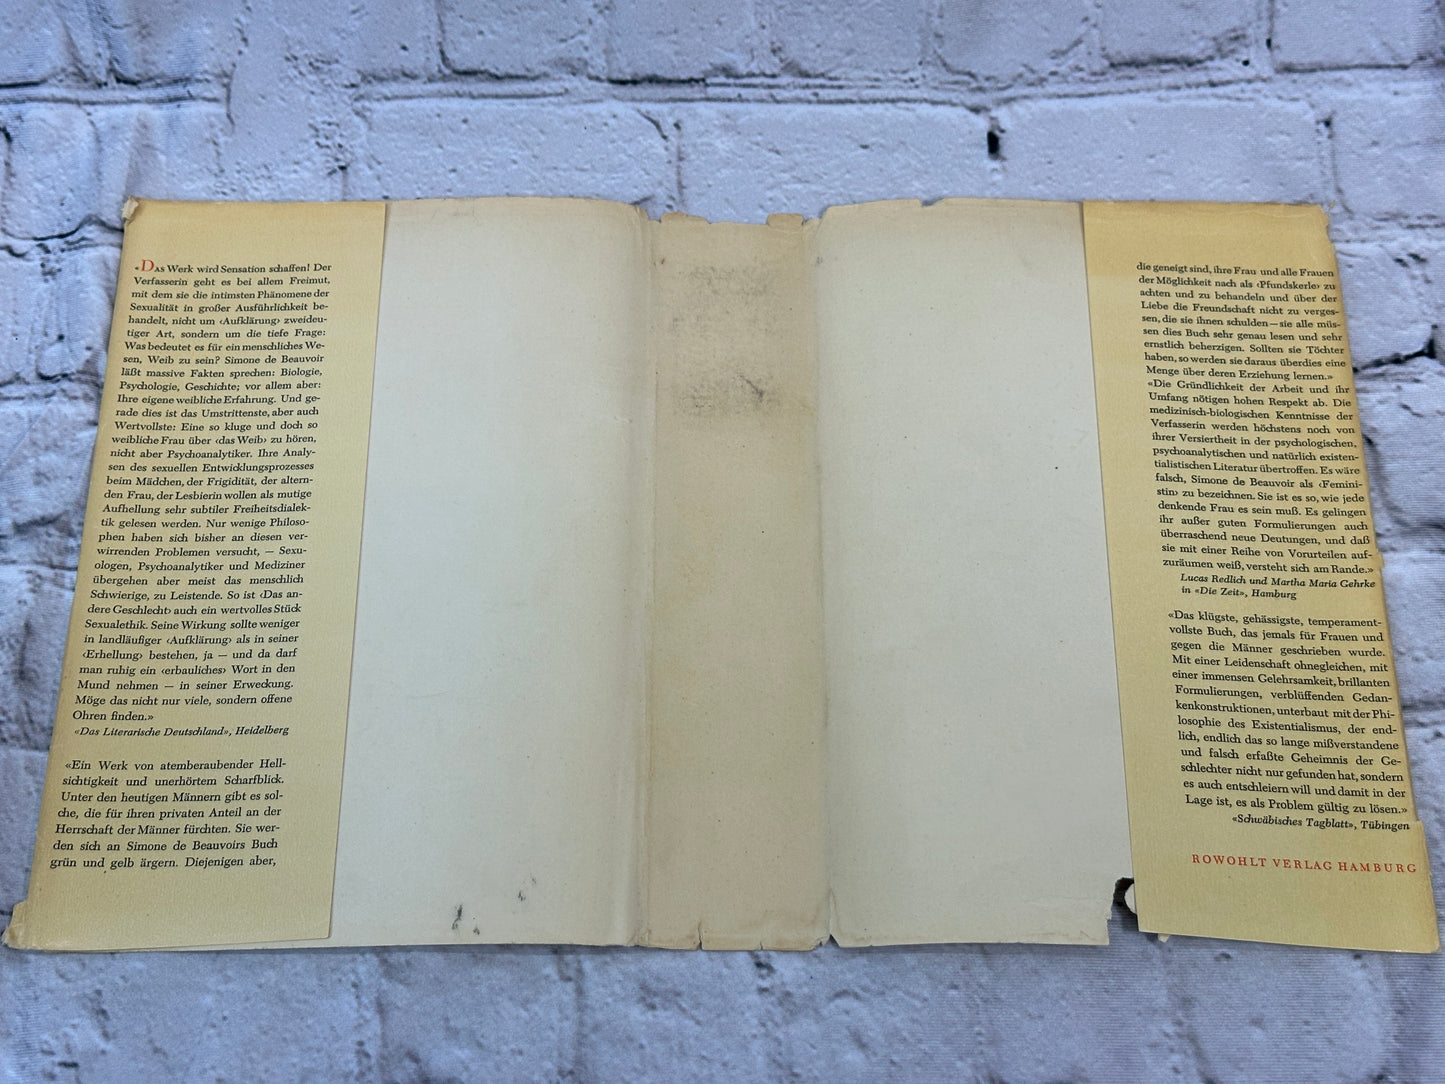 «Das Werk wird Sensation schaffen! Der
Verfasserin geht es bei allem Freimut,
mit dem sie die intimsten Phänomene der
Sexualität in großer Ausführlichkeit be-
handelt, nicht um ‹Aufklärung› zweideu-
tiger Art, sondern um die tiefe Frage:
Was bedeutet es für ein menschliches We-
sen, Weib zu sein? Simone de Beauvoir
läßt massive Fakten sprechen: Biologie,
Psychologie, Geschichte; vor allem aber:
Ihre eigene weibliche Erfahrung. Und ge-
rade dies ist das Umstrittenste, aber auch
Wertvollste: Eine so kluge und doch so
weibliche Frau über ‹das Weib› zu hören,
nicht aber Psychoanalytiker. Ihre Analy-
sen des sexuellen Entwicklungsprozesses
beim Mädchen, der Frigidität, der altern-
den Frau, der Lesbierin wollen als mutige
Aufhellung sehr subtiler Freiheitsdialek-
tik gelesen werden. Nur wenige Philoso-
phen haben sich bisher an diesen ver-
wirrenden Problemen versucht, — Sexu-
ologen, Psychoanalytiker und Mediziner
übergehen aber meist das menschlich
Schwierige, zu Leistende. So ist ‹Das an-
dere Geschlecht› auch ein wertvolles Stück
Sexualethik. Seine Wirkung sollte weniger
in landläufiger ‹Aufklärung› als in seiner
‹Erhellung› bestehen, ja — und da darf
man ruhig ein ‹erbauliches› Wort in den
Mund nehmen — in seiner Erweckung.
Möge das nicht nur viele, sondern offene
Ohren finden.»
«Das Literarische Deutschland», Heidelberg
«Ein Werk von atemberaubender Hell-
sichtigkeit und unerhörtem Scharfblick.
Unter den heutigen Männern gibt es sol-
che, die für ihren privaten Anteil an der
Herrschaft der Männer fürchten. Sie wer-
den sich an Simone de Beauvoirs Buch
grün und gelb ärgern. Diejenigen aber,
die geneigt sind, ihre Frau und alle Frauen
der Möglichkeit nach als ‹Pfundskerle› zu
achten und zu behandeln und über der
Liebe die Freundschaft nicht zu verges-
sen, die sie ihnen schulden — sie alle müs-
sen dies Buch sehr genau lesen und sehr
ernstlich beherzigen. Sollten sie Töchter
haben, so werden sie daraus überdies eine
Menge über deren Erziehung lernen.»
«Die Gründlichkeit der Arbeit und ihr
Umfang nötigen hohen Respekt ab. Die
medizinisch-biologischen Kenntnisse der
Verfasserin werden höchstens noch von
ihrer Versiertheit in der psychologischen,
psychoanalytischen und natürlich existen-
tialistischen Literatur übertroffen. Es wäre
falsch, Simone de Beauvoir als ‹Femini-
stin› zu bezeichnen. Sie ist es so, wie jede
denkende Frau es sein muß. Es gelingen
ihr außer guten Formulierungen auch
überraschend neue Deutungen, und daß
sie mit einer Reihe von Vorurteilen auf-
zuräumen weiß, versteht sich am Rande.»
Lucas Redlich und Martha Maria Gehrke
in «Die Zeit», Hamburg
«Das klügste, gehässigste, temperament-
vollste Buch, das jemals für Frauen und
gegen die Männer geschrieben wurde.
Mit einer Leidenschaft ohnegleichen, mit
einer immensen Gelehrsamkeit, brillanten
Formulierungen, verblüffenden Gedan-
kenkonstruktionen, unterbaut mit der Phi-
losophie des Existentialismus, der end-
lich, endlich das so lange mißverstandene
und falsch erfaßte Geheimnis der Ge-
schlechter nicht nur gefunden hat, sondern
es auch entschleiern will und damit in der
Lage ist, es als Problem gültig zu lösen.»
«Schwäbisches Tagblatt», Tübingen
ROWOHLT VERLAG HAMBURG